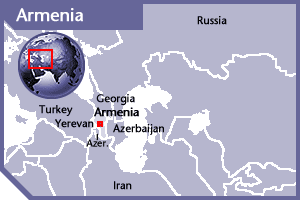 Armenia
Russia
Georgia
Turkey
Armenia
Yerevan
Azerbaijan
Azer.
Iran